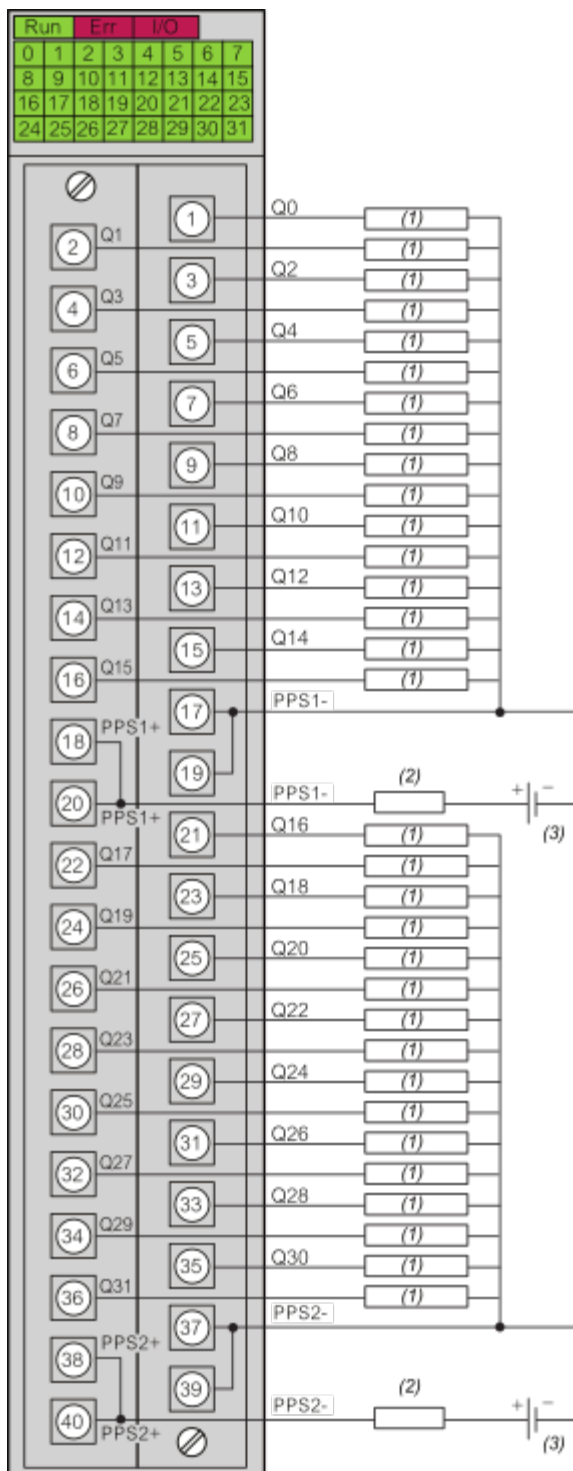 Run Err I/O
0 1 2 3 4 5 6 7
8 9 10 11 12 13 14 15
16 17 18 19 20 21 22 23
24 25 26 27 28 29 30 31
1 Q0 (1)
2 Q1 (1)
3 Q2 (1)
4 Q3 (1)
5 Q4 (1)
6 Q5 (1)
7 Q6 (1)
8 Q7 (1)
9 Q8 (1)
10 Q9 (1)
11 Q10 (1)
12 Q11 (1)
13 Q12 (1)
14 Q13 (1)
15 Q14 (1)
16 Q15 (1)
17 PPS1-
18 PPS1+
19
20 PPS1+ PPS1- (2) + − (3)
21 Q16 (1)
22 Q17 (1)
23 Q18 (1)
24 Q19 (1)
25 Q20 (1)
26 Q21 (1)
27 Q22 (1)
28 Q23 (1)
29 Q24 (1)
30 Q25 (1)
31 Q26 (1)
32 Q27 (1)
33 Q28 (1)
34 Q29 (1)
35 Q30 (1)
36 Q31 (1)
37 PPS2-
38 PPS2+
39
40 PPS2+ PPS2- (2) + − (3)